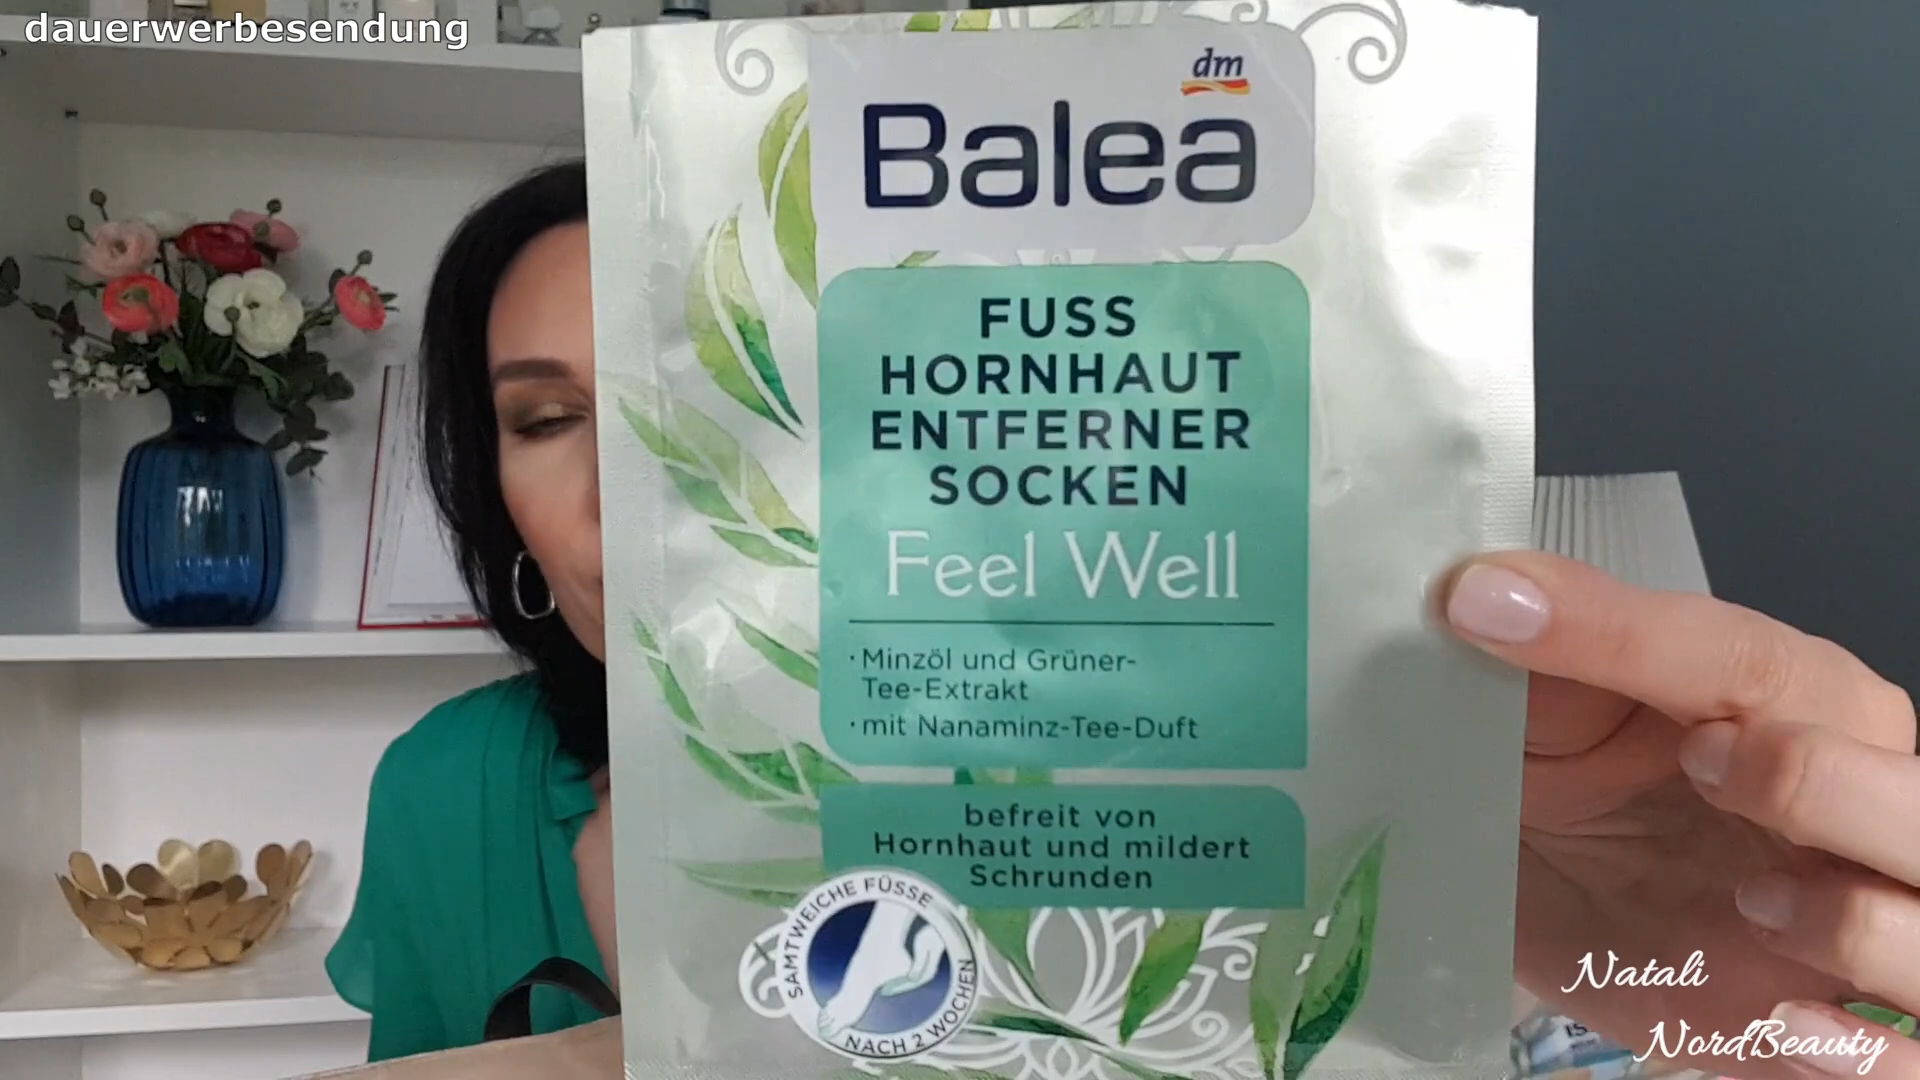 dauerwerbesendung
dm
Balea
FUSS
HORNHAUT
ENTFERNER
SOCKEN
Feel Well
· Minzöl und Grüner-
Tee-Extrakt
· mit Nanaminz-Tee-Duft
befreit von
Hornhaut und mildert
Schrunden
SAMTWEICHE FÜSSE
NACH 2 WOCHEN
Natali
NordBeauty